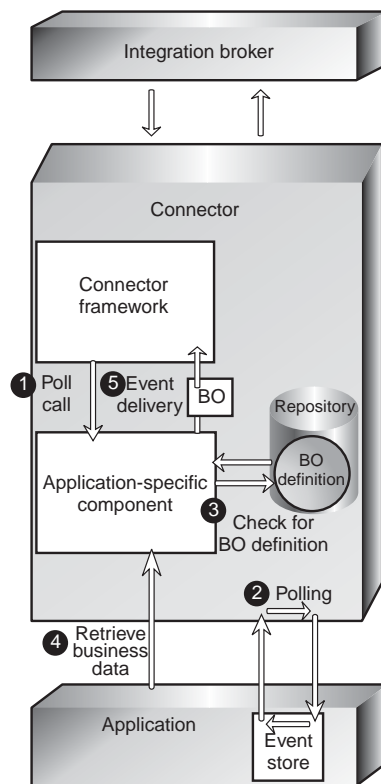 Integration broker
Connector
Connector
framework
1 Poll
call
5 Event
delivery
BO
Repository
BO
definition
Application-specific
component
3
Check for
BO definition
2 Polling
4 Retrieve
business
data
Application
Event
store